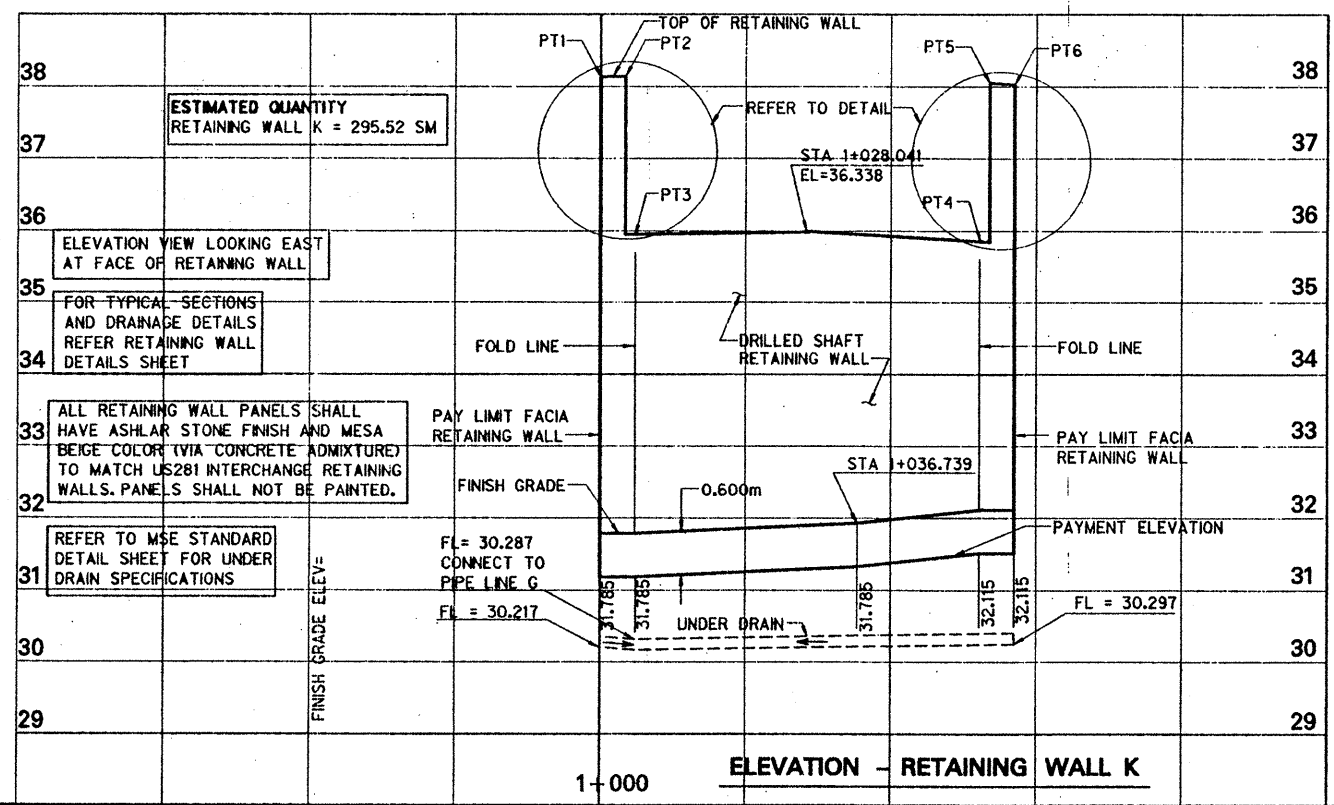 TOP OF RETAINING WALL
PT1
PT2
PT5
PT6
38
38
ESTIMATED QUANTITY
RETAINING WALL K = 295.52 SM
REFER TO DETAIL
37
37
STA 1+028.041
EL=36.338
PT3
PT4
36
36
ELEVATION VIEW LOOKING EAST
AT FACE OF RETAINING WALL
35
35
FOR TYPICAL SECTIONS
AND DRAINAGE DETAILS
REFER RETAINING WALL
DETAILS SHEET
FOLD LINE
DRILLED SHAFT
RETAINING WALL
FOLD LINE
34
34
ALL RETAINING WALL PANELS SHALL
HAVE ASHLAR STONE FINISH AND MESA
BEIGE COLOR (VIA CONCRETE ADMIXTURE)
TO MATCH US281 INTERCHANGE RETAINING
WALLS. PANELS SHALL NOT BE PAINTED.
PAY LIMIT FACIA
RETAINING WALL
33
33
PAY LIMIT FACIA
RETAINING WALL
STA 1+036.739
FINISH GRADE
0.600m
32
32
PAYMENT ELEVATION
REFER TO MSE STANDARD
DETAIL SHEET FOR UNDER
DRAIN SPECIFICATIONS
FL= 30.287
CONNECT TO
PIPE LINE G
31
31
FL = 30.217
FINISH GRADE ELEV=
31.785
31.785
31.785
32.115
32.115
UNDER DRAIN
FL = 30.297
30
30
29
29
1+000
ELEVATION - RETAINING WALL K